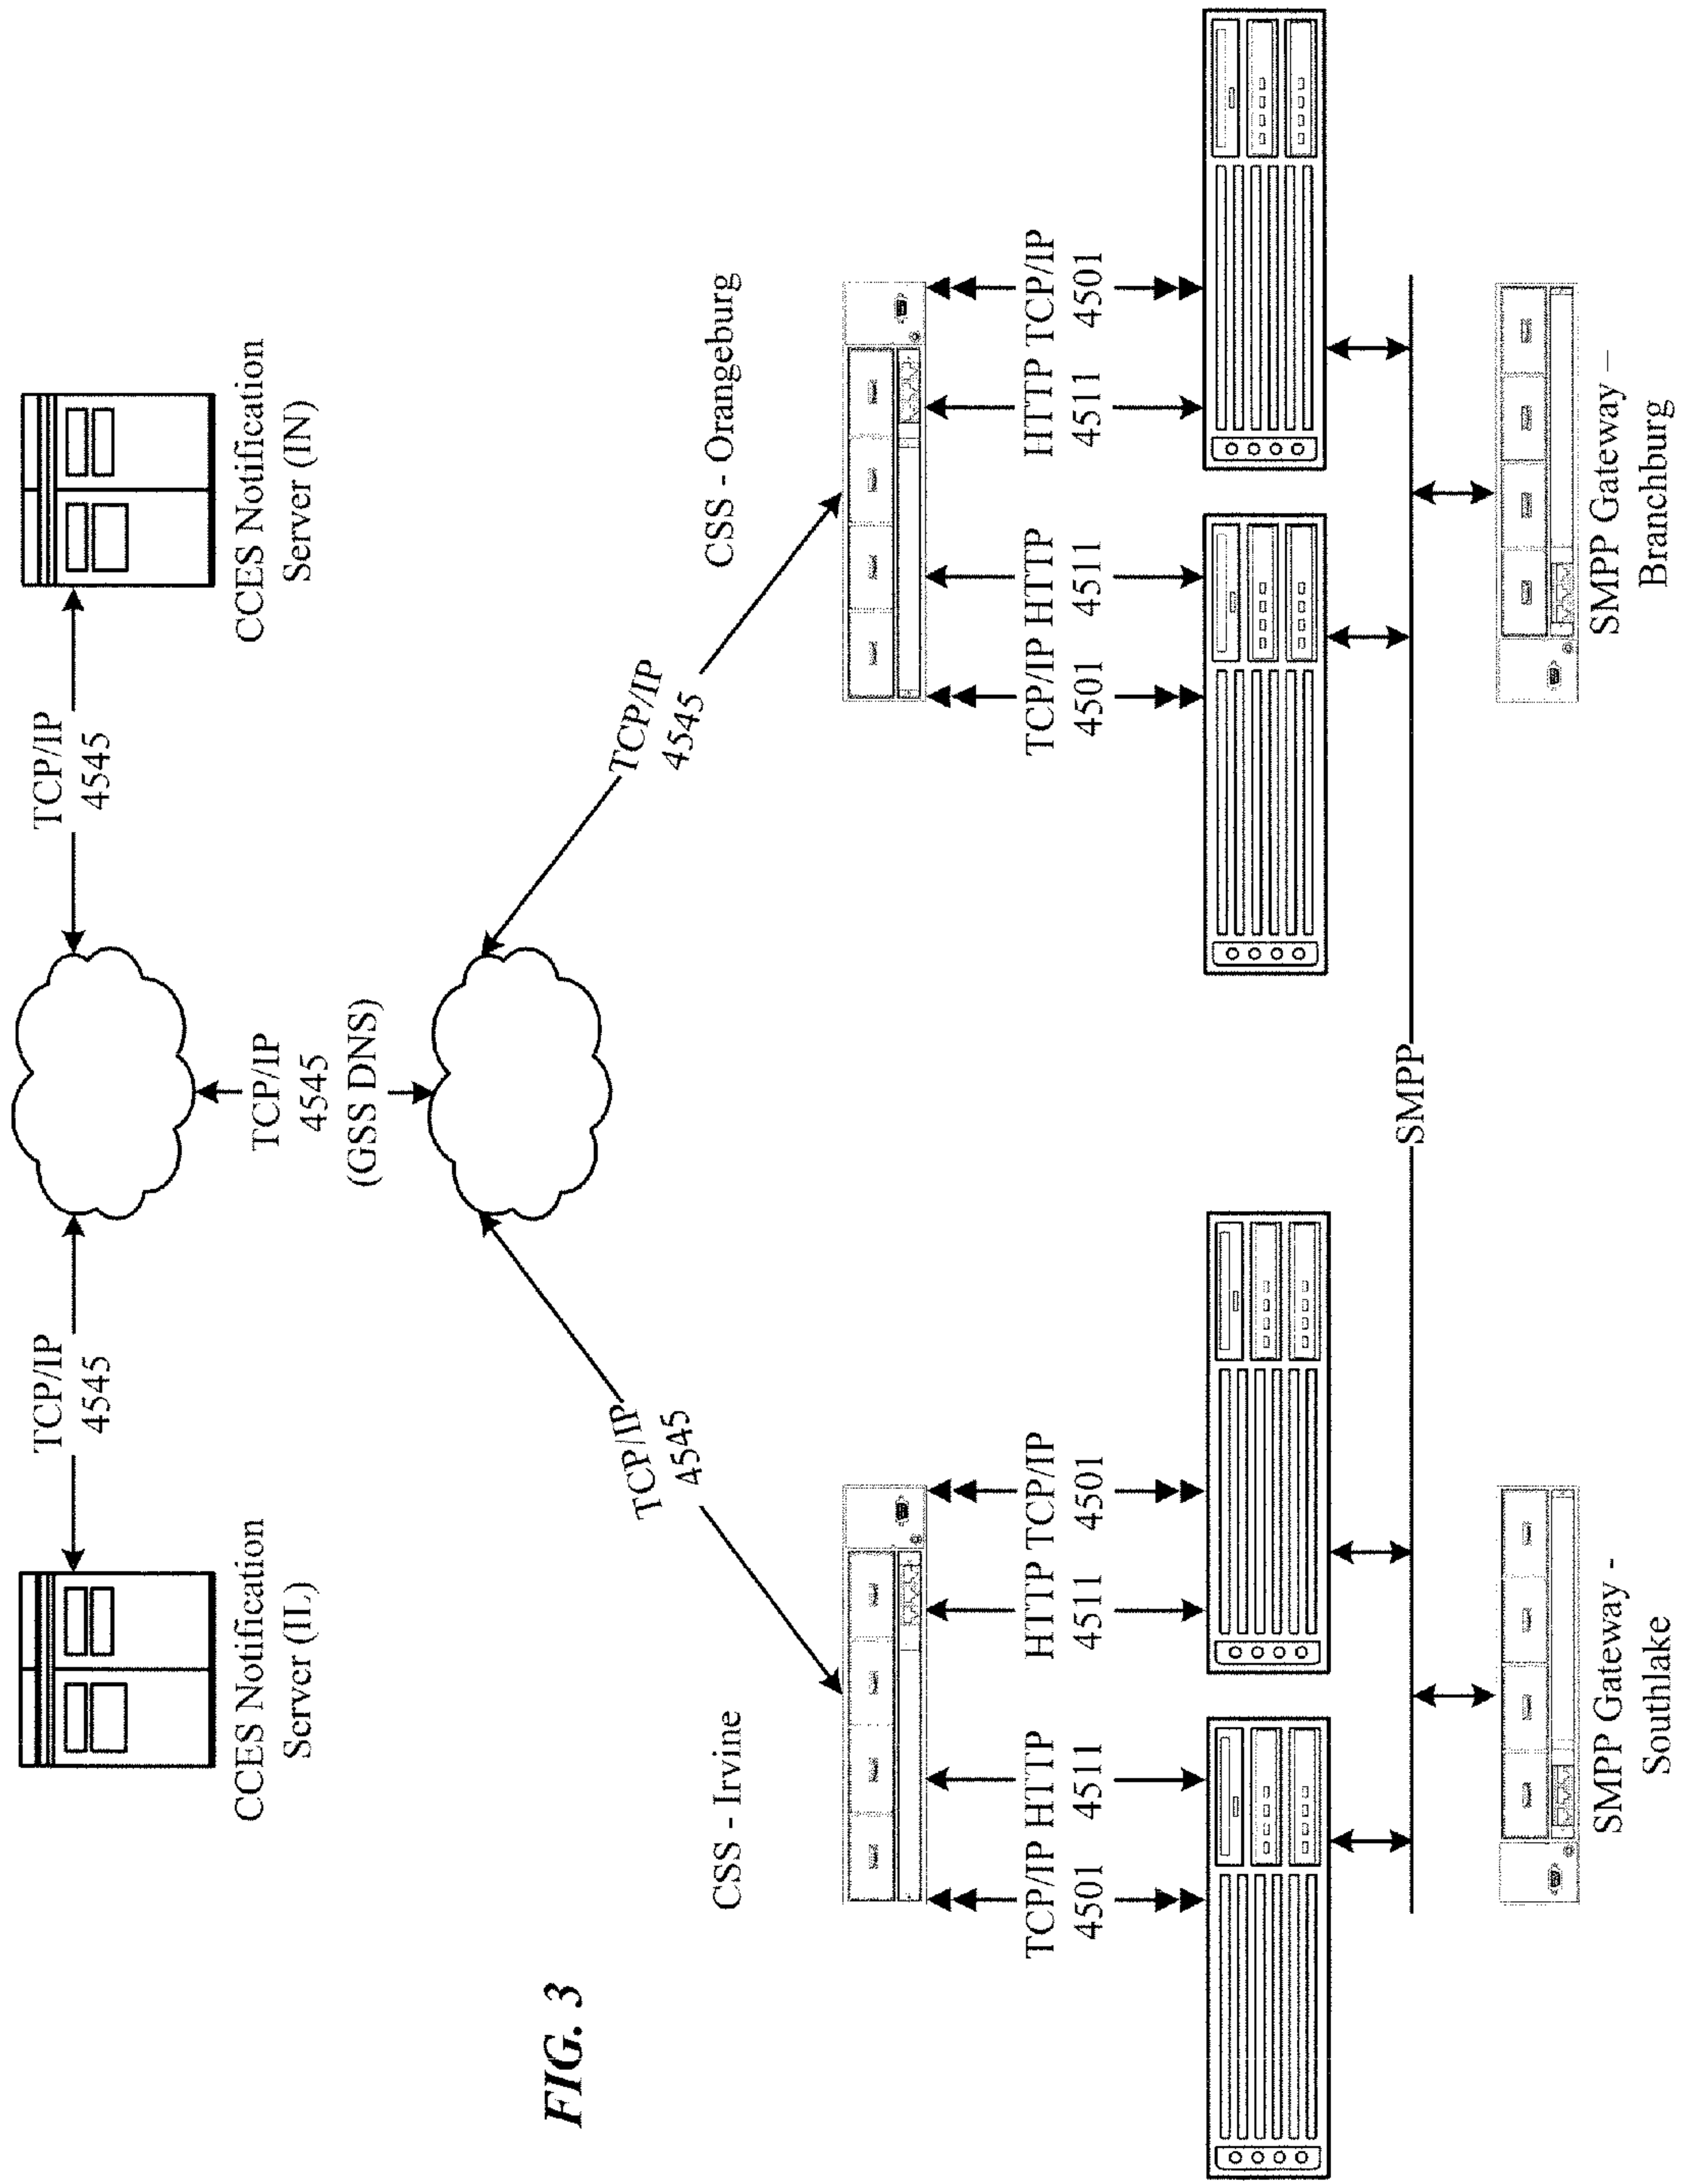 TCP/IP
4545
TCP/IP
4545
CCES Notification
Server (IL)
CCES Notification
Server (IN)
TCP/IP
4545
(GSS DNS)
FIG. 3
TCP/IP
4545
TCP/IP
4545
CSS - Irvine
CSS - Orangeburg
TCP/IP HTTP
4501 4511
HTTP TCP/IP
4511 4501
TCP/IP HTTP
4501 4511
HTTP TCP/IP
4511 4501
SMPP
SMPP Gateway -
Southlake
SMPP Gateway –
Branchburg